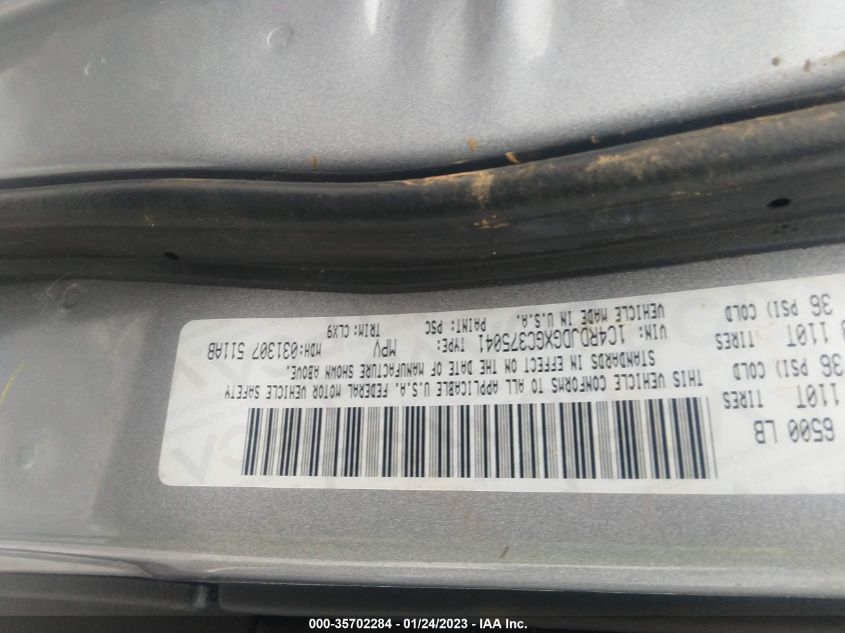 6500 LB
110T TIRES
36 PSI) COLD
110T TIRES
36 PSI) COLD
THIS VEHICLE CONFORMS TO ALL APPLICABLE U.S.A. FEDERAL MOTOR VEHICLE SAFETY
STANDARDS IN EFFECT ON THE DATE OF MANUFACTURE SHOWN ABOVE.
VIN: 1C4RDJDGXGC375041 TYPE: MPV MDH:031307 511AB
VEHICLE MADE IN U.S.A. PAINT: PSC TRIM:CLX9
000-35702284 - 01/24/2023 - IAA Inc.